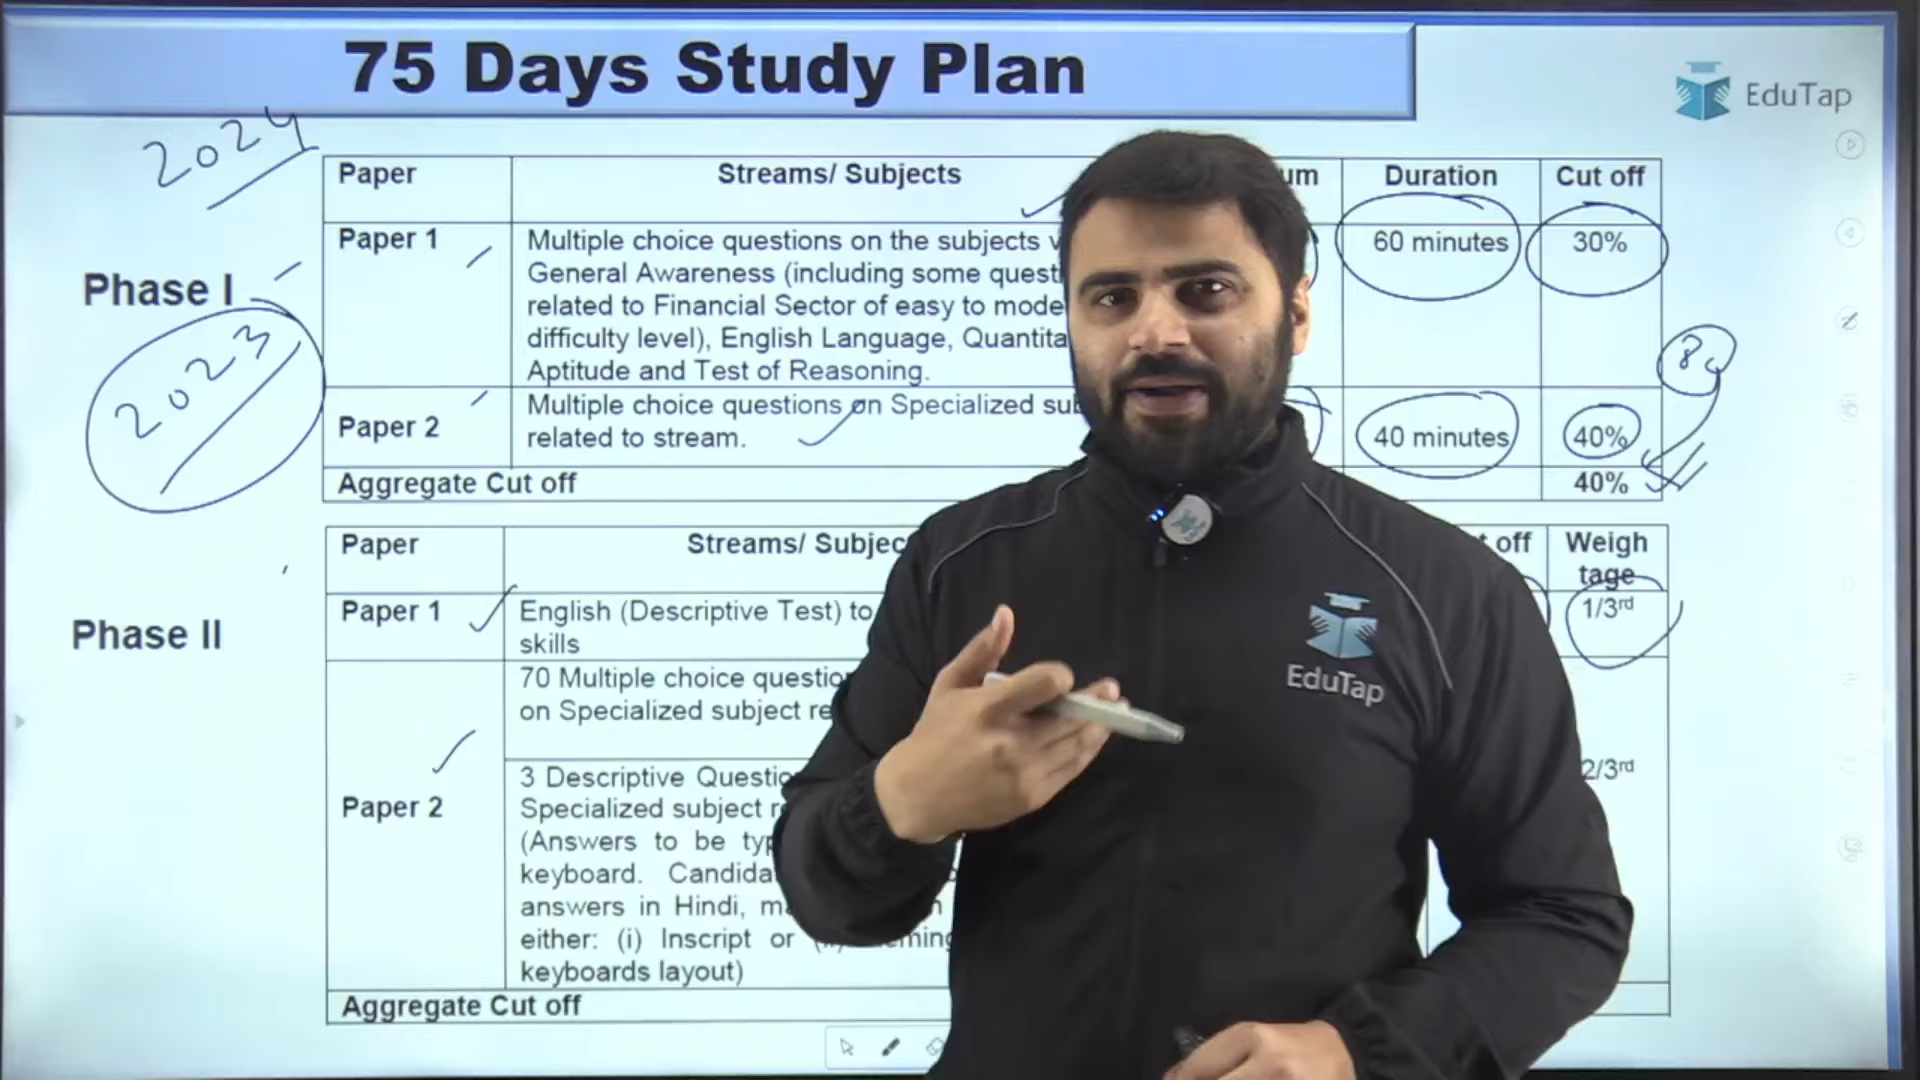 75 Days Study Plan
EduTap
2024
Paper
Streams/ Subjects
um
Duration
Cut off
Phase I
2023
Paper 1
Multiple choice questions on the subjects v
General Awareness (including some quest
related to Financial Sector of easy to mode
difficulty level), English Language, Quantita
Aptitude and Test of Reasoning.
60 minutes
30%
Paper 2
Multiple choice questions on Specialized sub
related to stream.
40 minutes
40%
Aggregate Cut off
40%
Phase II
Paper
Streams/ Subjec
t off
Weigh
tage
Paper 1
English (Descriptive Test) to
skills
1/3rd
Paper 2
70 Multiple choice question
on Specialized subject re
3 Descriptive Questio
Specialized subject re
(Answers to be typ
keyboard. Candida
answers in Hindi, ma
either: (i) Inscript or
keyboards layout)
2/3rd
Aggregate Cut off
EduTap